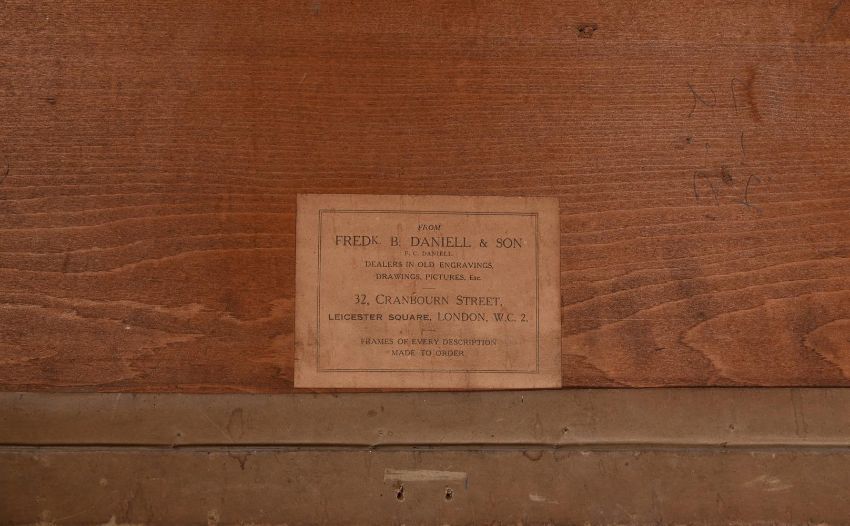 FROM
FREDK. B. DANIELL & SON
F. C. DANIELL.
DEALERS IN OLD ENGRAVINGS,
DRAWINGS, PICTURES, Etc.
32, CRANBOURN STREET,
LEICESTER SQUARE, LONDON, W.C. 2.
FRAMES OF EVERY DESCRIPTION
MADE TO ORDER